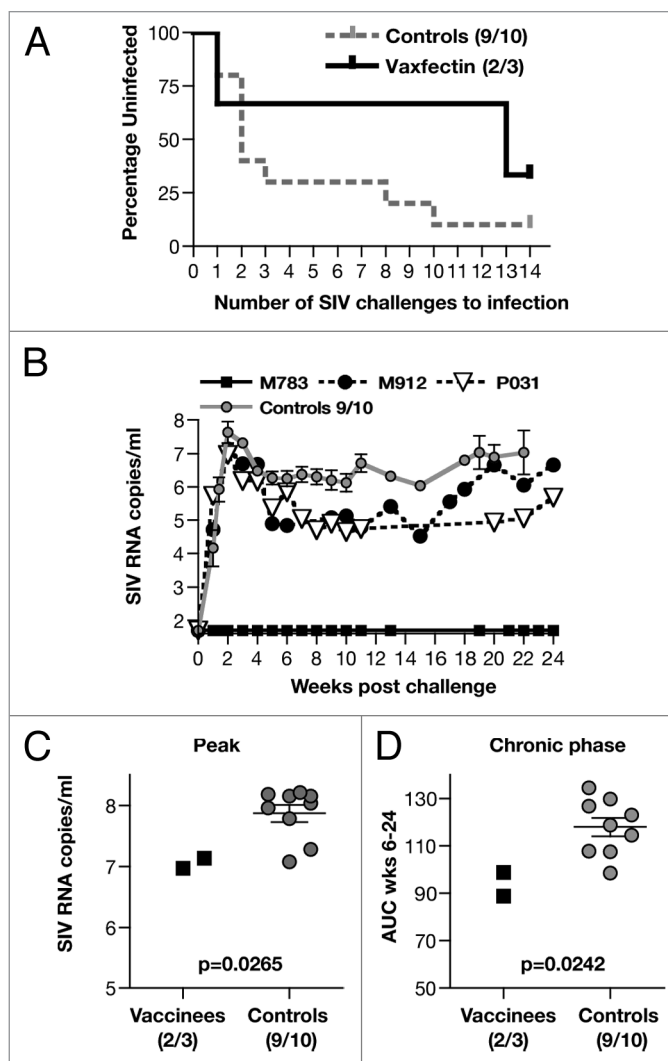 A
Controls (9/10)
Vaxfectin (2/3)
Percentage Uninfected
100
75
50
25
0
0 1 2 3 4 5 6 7 8 9 10 11 12 13 14
Number of SIV challenges to infection
B
M783 M912 P031
Controls 9/10
SIV RNA copies/ml
8
7
6
5
4
3
2
0 2 4 6 8 10 12 14 16 18 20 22 24
Weeks post challenge
C
Peak
SIV RNA copies/ml
8
7
6
5
p=0.0265
Vaccinees Controls
(2/3) (9/10)
D
Chronic phase
AUC wks 6-24
130
110
90
70
50
p=0.0242
Vaccinees Controls
(2/3) (9/10)